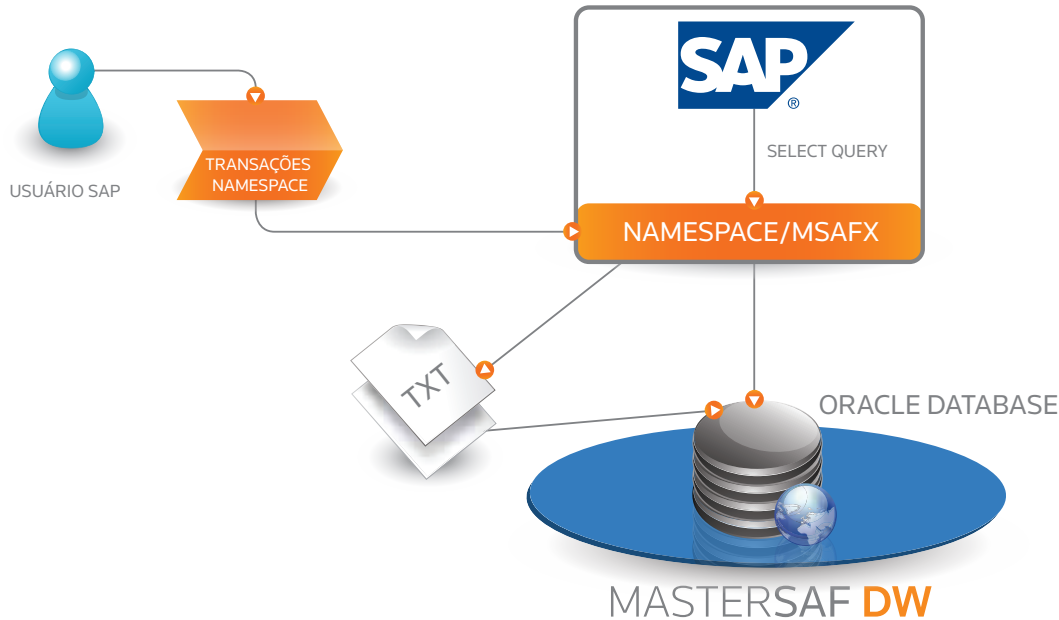 SAP
®
SELECT QUERY
TRANSAÇÕES
NAMESPACE
USUÁRIO SAP
NAMESPACE/MSAFX
TXT
ORACLE DATABASE
MASTERSAF DW